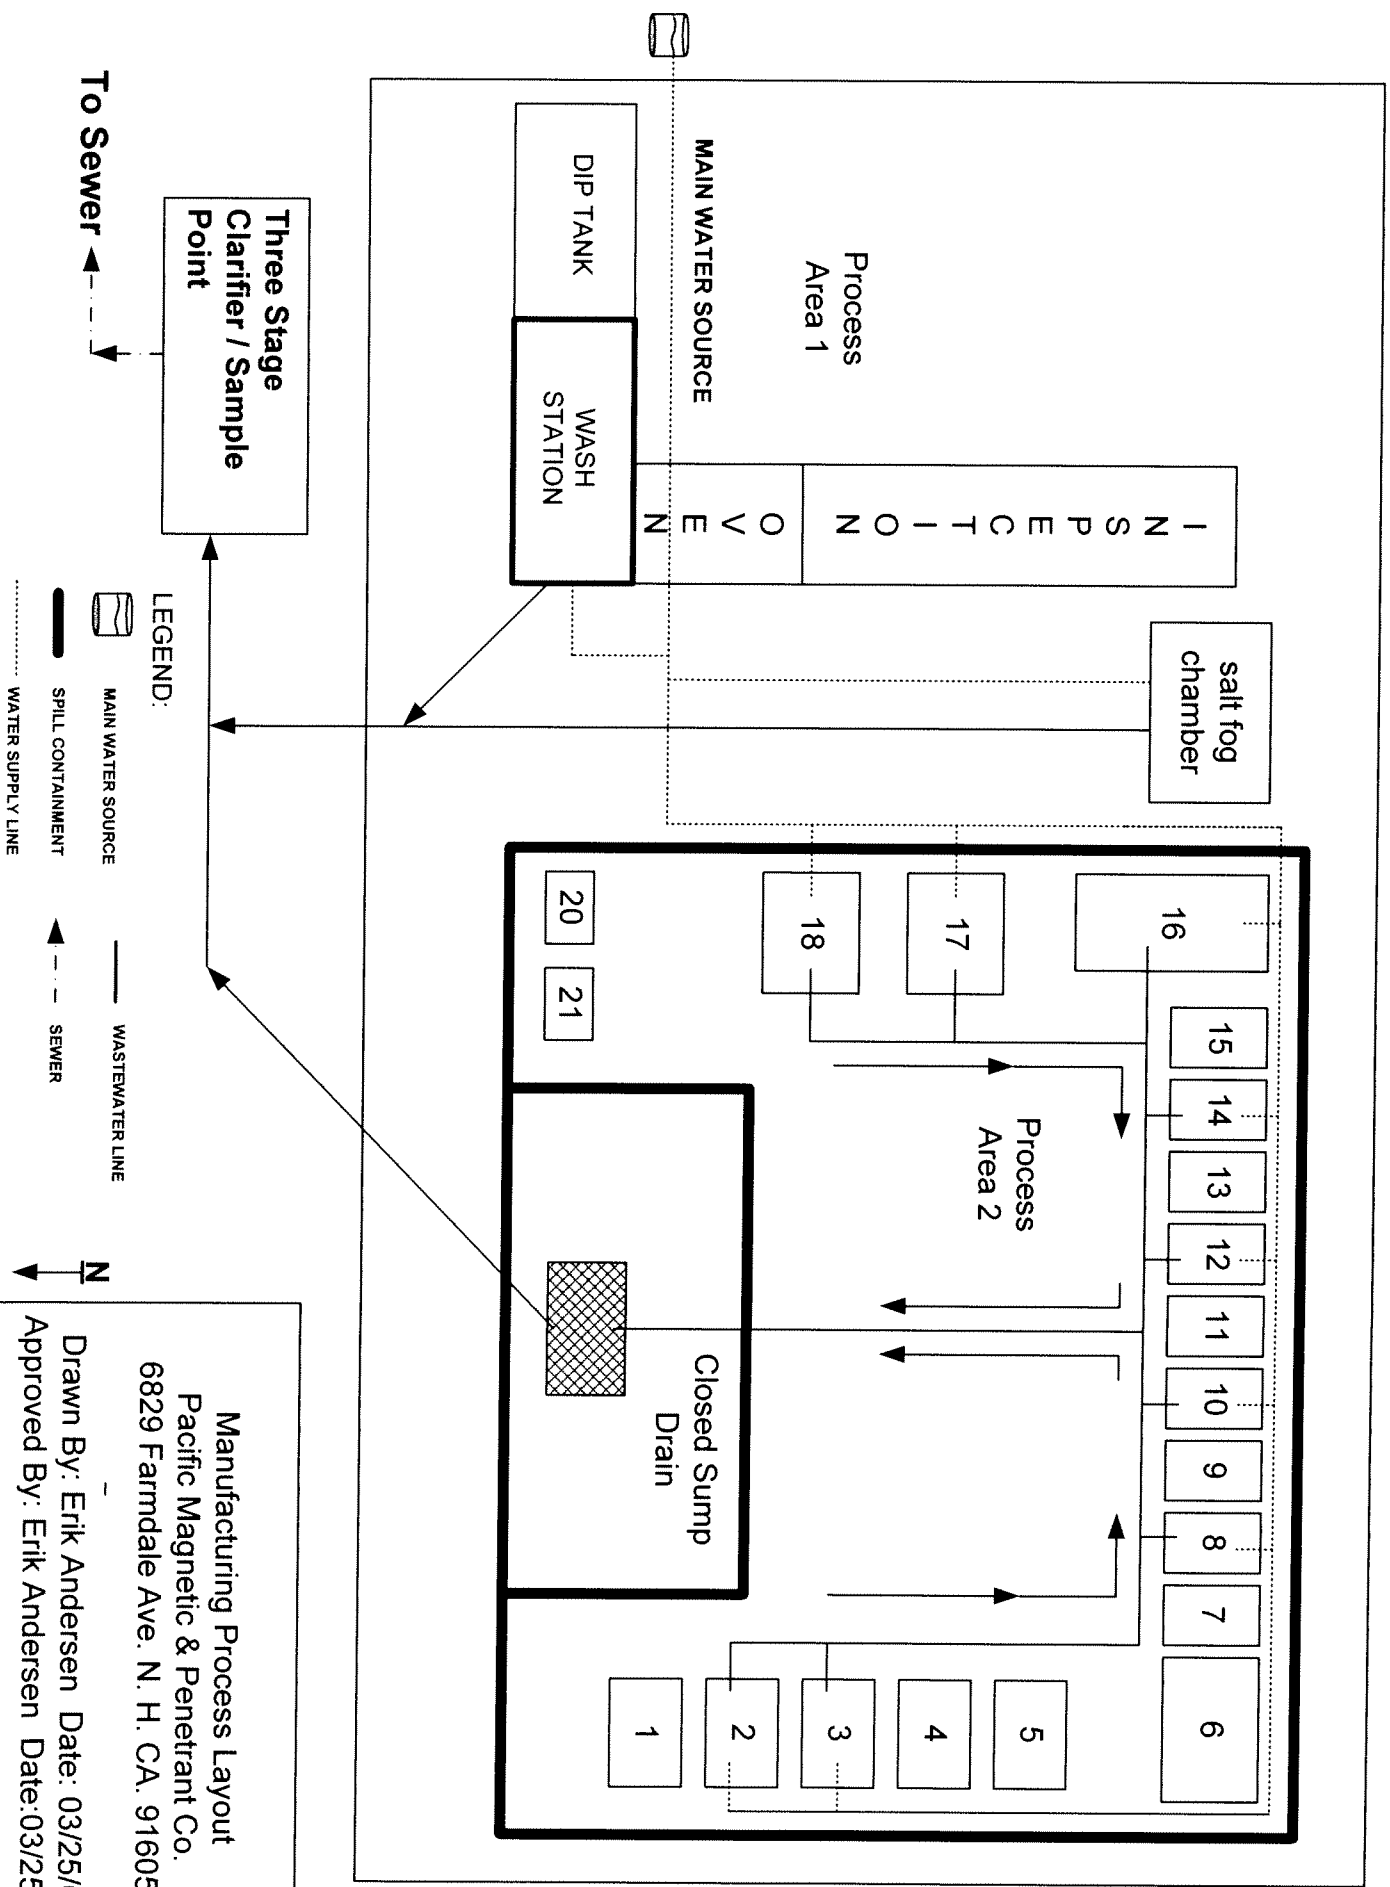 MAIN WATER SOURCE
Process
Area 1
DIP TANK
WASH
STATION
OVEN
INSPECTION
salt fog
chamber
16
15
14
13
12
11
10
9
8
7
6
17
18
20
21
Process
Area 2
Closed Sump
Drain
5
4
3
2
1
Three Stage
Clarifier / Sample
Point
To Sewer
LEGEND:
MAIN WATER SOURCE
SPILL CONTAINMENT
WATER SUPPLY LINE
WASTEWATER LINE
SEWER
N
Manufacturing Process Layout
Pacific Magnetic & Penetrant Co.
6829 Farmdale Ave. N. H. CA. 91605
Drawn By: Erik Andersen Date: 03/25/
Approved By: Erik Andersen Date:03/25